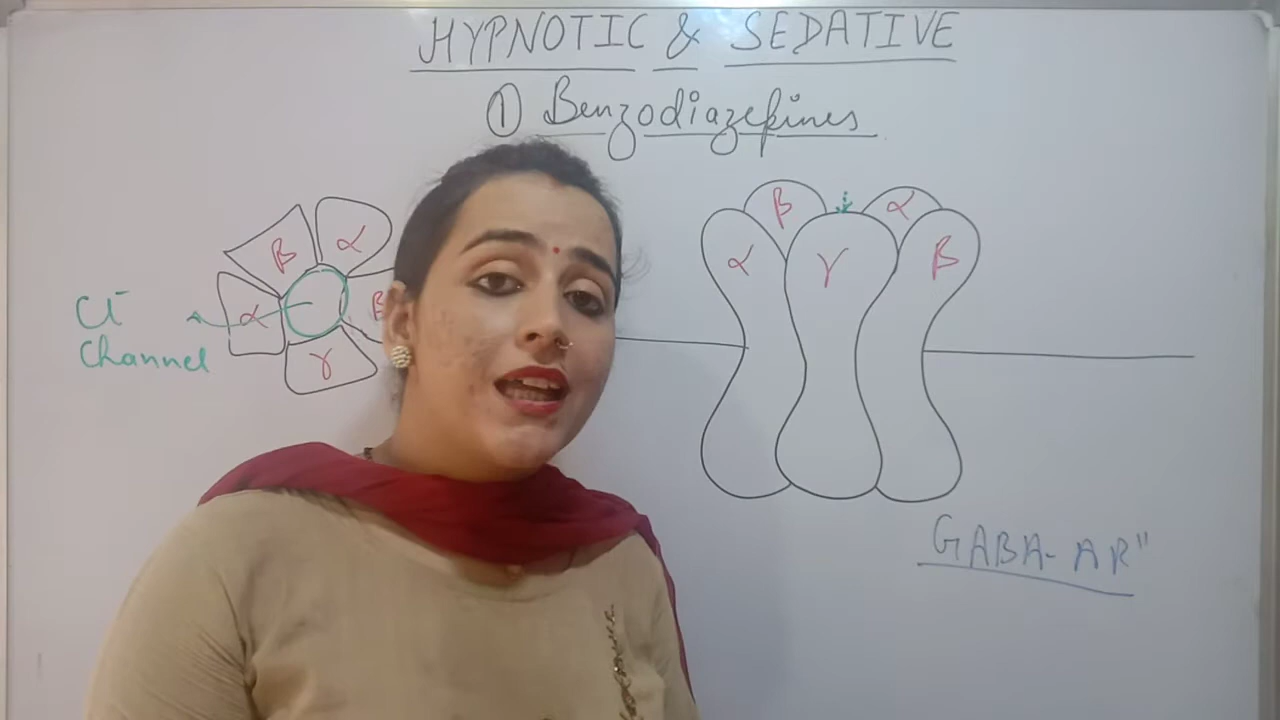 HYPNOTIC & SEDATIVE
① Benzodiazepines
β α
α β
γ
Cl⁻
Channel
β α
α γ β
GABA-AR"